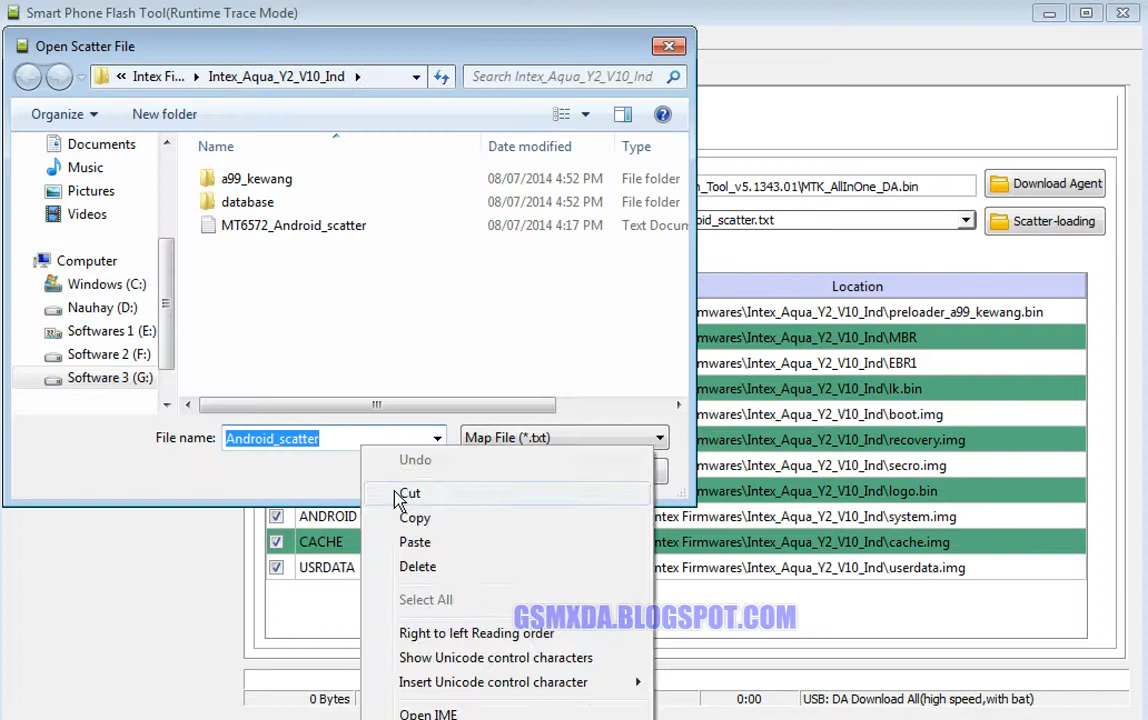 Smart Phone Flash Tool(Runtime Trace Mode)
Open Scatter File
« Intex Fi... Intex_Aqua_Y2_V10_Ind
Search Intex_Aqua_Y2_V10_Ind
Organize
New folder
Documents
Music
Pictures
Videos
Computer
Windows (C:)
Nauhay (D:)
Softwares 1 (E:)
Software 2 (F:)
Software 3 (G:)
Name Date modified Type
a99_kewang 08/07/2014 4:52 PM File folder
database 08/07/2014 4:52 PM File folder
MT6572_Android_scatter 08/07/2014 4:17 PM Text Docum
File name: Android_scatter Map File (*.txt)
Undo
Cut
Copy
Paste
Delete
Select All
Right to left Reading order
Show Unicode control characters
Insert Unicode control character
Open IME
_Tool_v5.1343.01\MTK_AllInOne_DA.bin Download Agent
oid_scatter.txt Scatter-loading
Location
mwares\Intex_Aqua_Y2_V10_Ind\preloader_a99_kewang.bin
mwares\Intex_Aqua_Y2_V10_Ind\MBR
mwares\Intex_Aqua_Y2_V10_Ind\EBR1
mwares\Intex_Aqua_Y2_V10_Ind\lk.bin
mwares\Intex_Aqua_Y2_V10_Ind\boot.img
mwares\Intex_Aqua_Y2_V10_Ind\recovery.img
mwares\Intex_Aqua_Y2_V10_Ind\secro.img
mwares\Intex_Aqua_Y2_V10_Ind\logo.bin
ANDROID ntex Firmwares\Intex_Aqua_Y2_V10_Ind\system.img
CACHE ntex Firmwares\Intex_Aqua_Y2_V10_Ind\cache.img
USRDATA ntex Firmwares\Intex_Aqua_Y2_V10_Ind\userdata.img
GSMXDA.BLOGSPOT.COM
0 Bytes 0:00 USB: DA Download All(high speed,with bat)